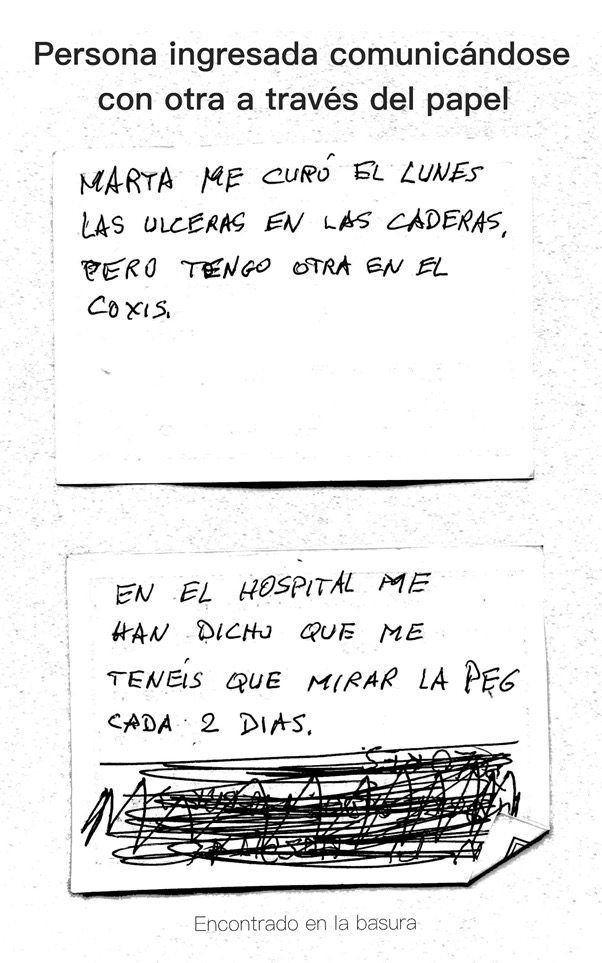 Persona ingresada comunicándose
con otra a través del papel
MARTA ME CURÓ EL LUNES
LAS ULCERAS EN LAS CADERAS,
PERO TENGO OTRA EN EL
COXIS.
EN EL HOSPITAL ME
HAN DICHO QUE ME
TENEÍS QUE MIRAR LA PEG
CADA 2 DIAS.
Encontrado en la basura